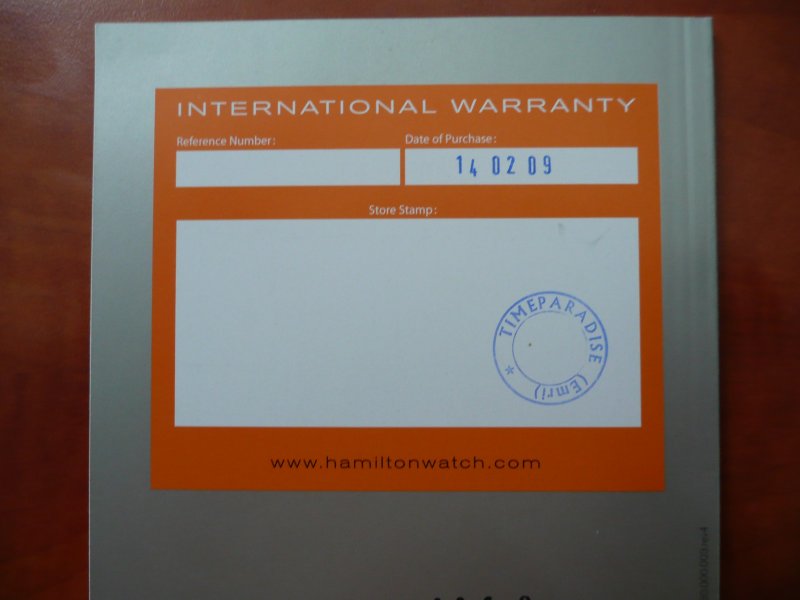 INTERNATIONAL WARRANTY
Reference Number:
Date of Purchase:
14 02 09
Store Stamp:
TIMEPARADISE (Emri) *
www.hamiltonwatch.com